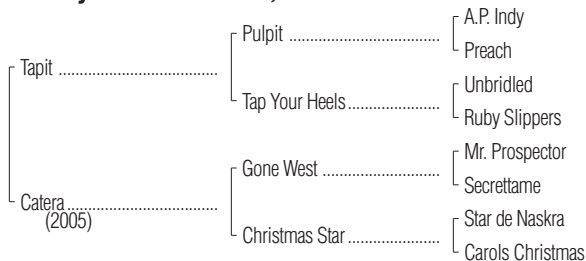 A.P. Indy
Pulpit
Preach
Tapit
Unbridled
Tap Your Heels
Ruby Slippers
Mr. Prospector
Gone West
Secrettame
Catera
(2005)
Star de Naskra
Christmas Star
Carols Christmas